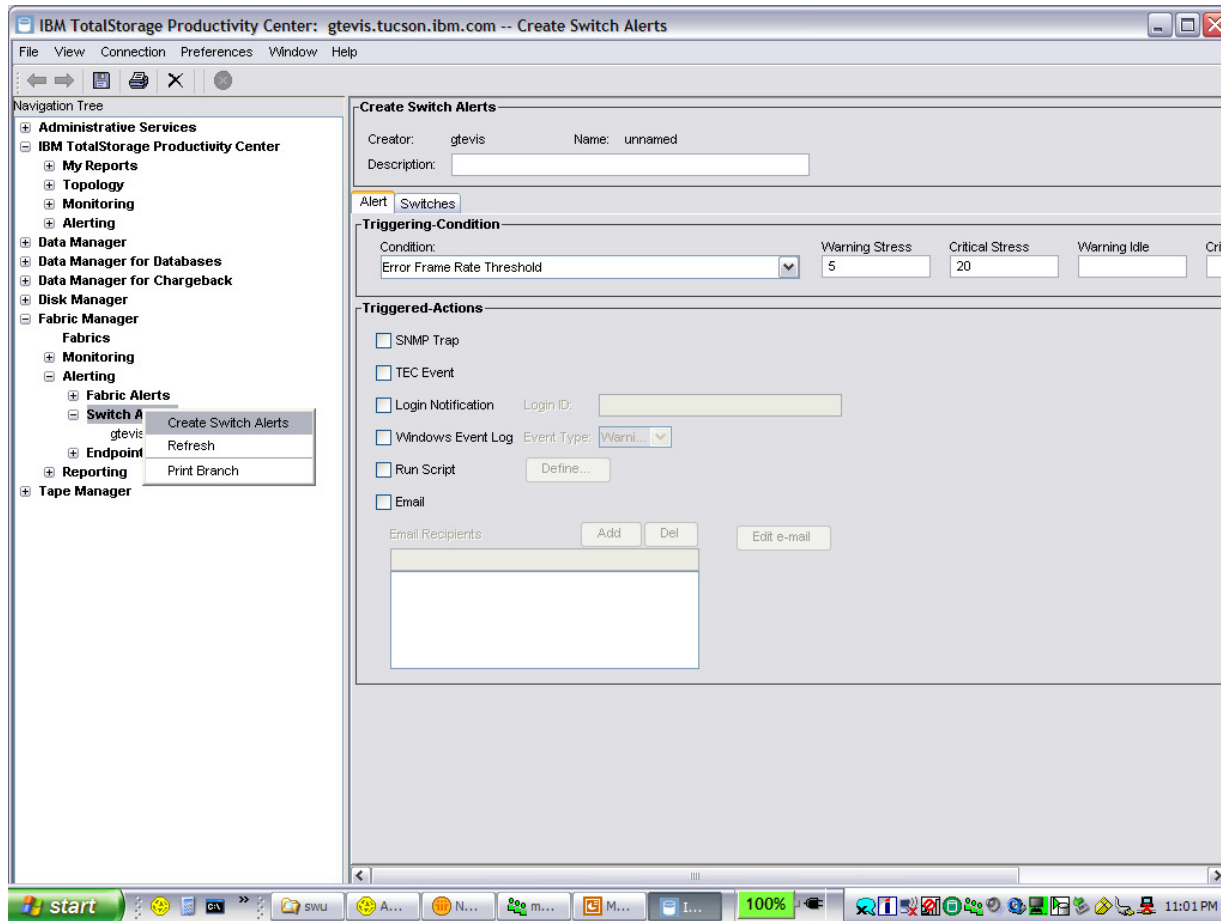 IBM TotalStorage Productivity Center: gtevis.tucson.ibm.com -- Create Switch Alerts
File View Connection Preferences Window Help
Navigation Tree
Administrative Services
IBM TotalStorage Productivity Center
My Reports
Topology
Monitoring
Alerting
Data Manager
Data Manager for Databases
Data Manager for Chargeback
Disk Manager
Fabric Manager
Fabrics
Monitoring
Alerting
Fabric Alerts
Switch A
gtevis
Endpoint
Reporting
Tape Manager
Create Switch Alerts
Refresh
Print Branch
Create Switch Alerts
Creator: gtevis Name: unnamed
Description:
Alert Switches
Triggering-Condition
Condition: Warning Stress Critical Stress Warning Idle Cri
Error Frame Rate Threshold 5 20
Triggered-Actions
SNMP Trap
TEC Event
Login Notification Login ID:
Windows Event Log Event Type: Warni...
Run Script Define...
Email
Email Recipients Add Del Edit e-mail
start C:\ » swu A... N... m... M... I... 100% 11:01 PM